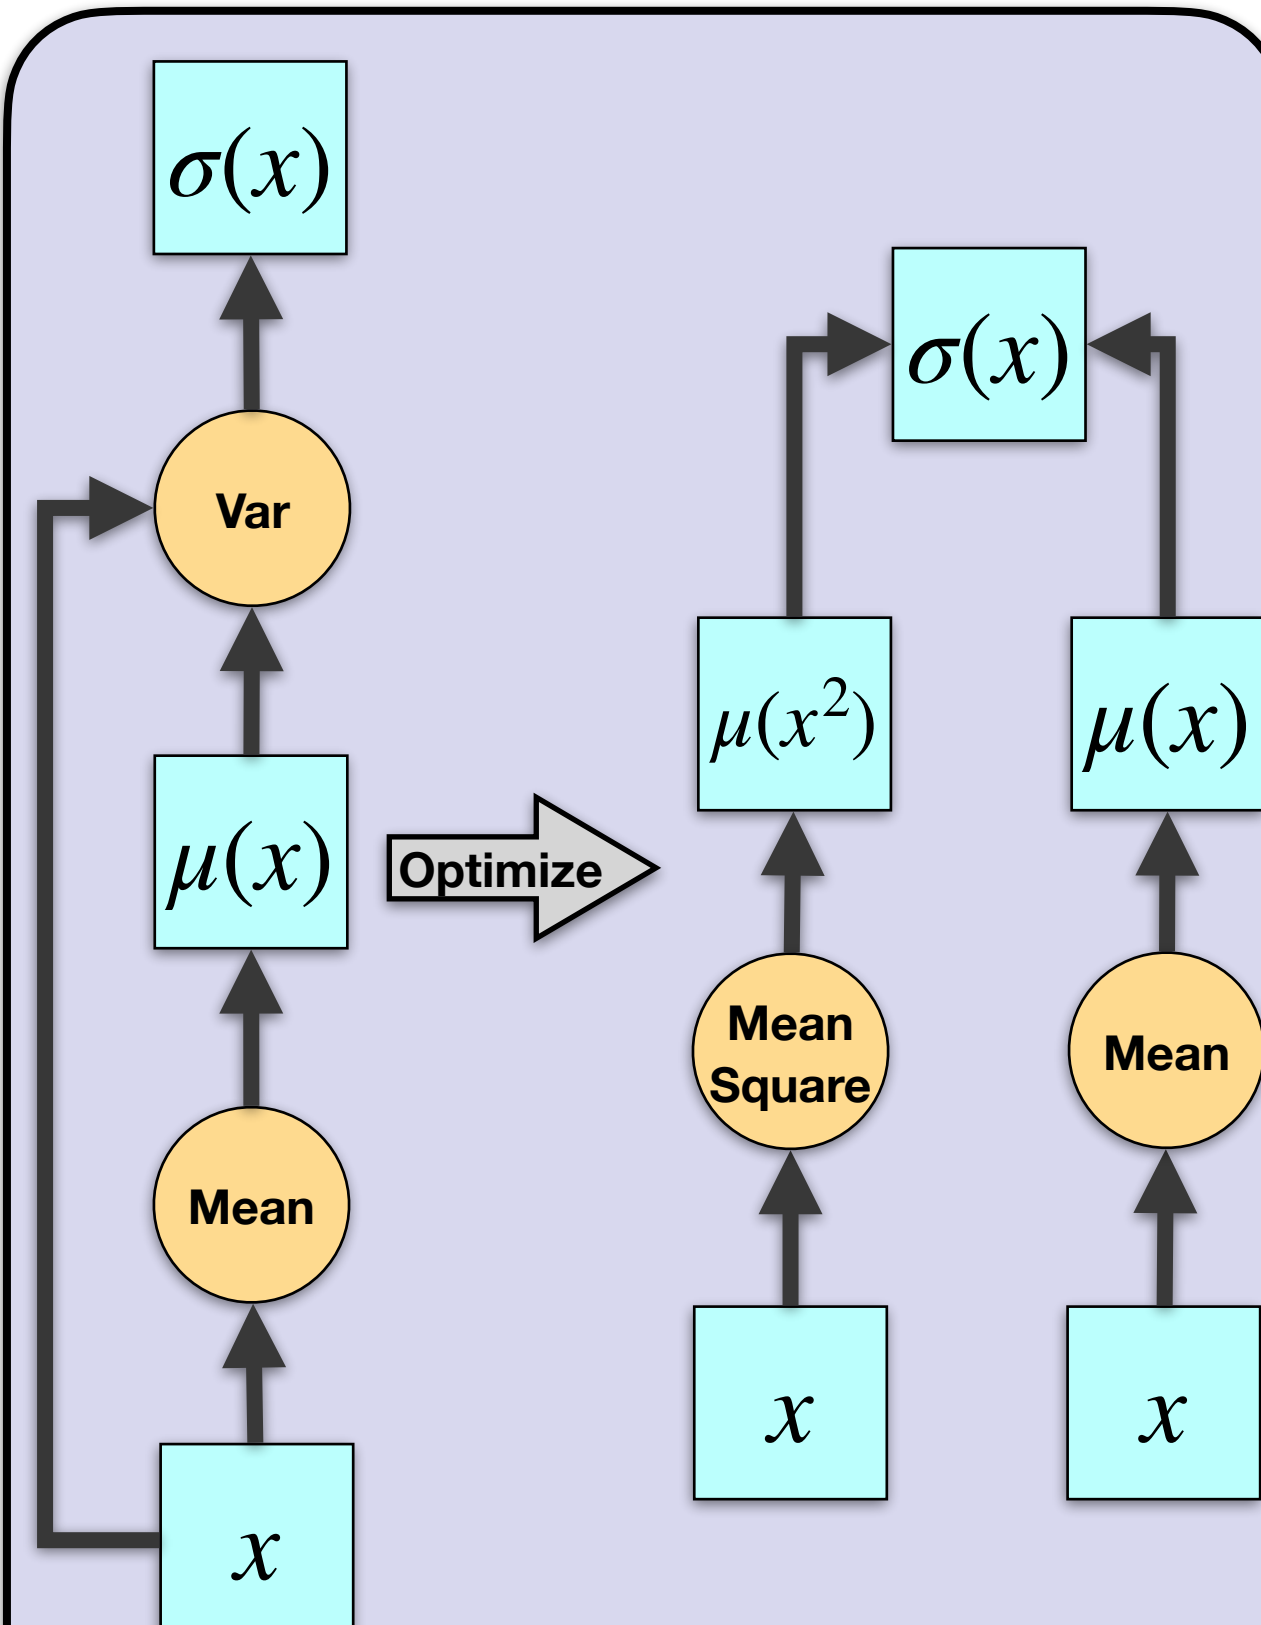 σ(x)
Var
μ(x)
Mean
x
Optimize
σ(x)
μ(x²)
μ(x)
Mean
Square
Mean
x
x